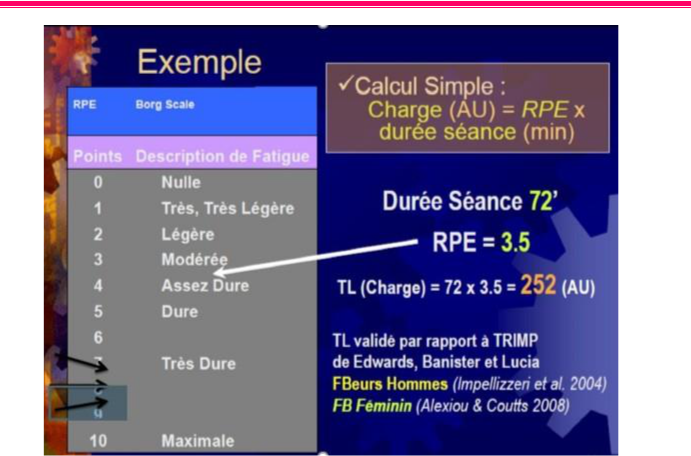 Exemple
RPE Borg Scale
Points Description de Fatigue
0 Nulle
1 Très, Très Légère
2 Légère
3 Modérée
4 Assez Dure
5 Dure
6
Très Dure
9
10 Maximale
✓Calcul Simple :
Charge (AU) = RPE x
durée séance (min)
Durée Séance 72’
RPE = 3.5
TL (Charge) = 72 x 3.5 = 252 (AU)
TL validé par rapport à TRIMP
de Edwards, Banister et Lucia
FBeurs Hommes (Impellizzeri et al, 2004)
FB Féminin (Alexiou & Coutts 2008)